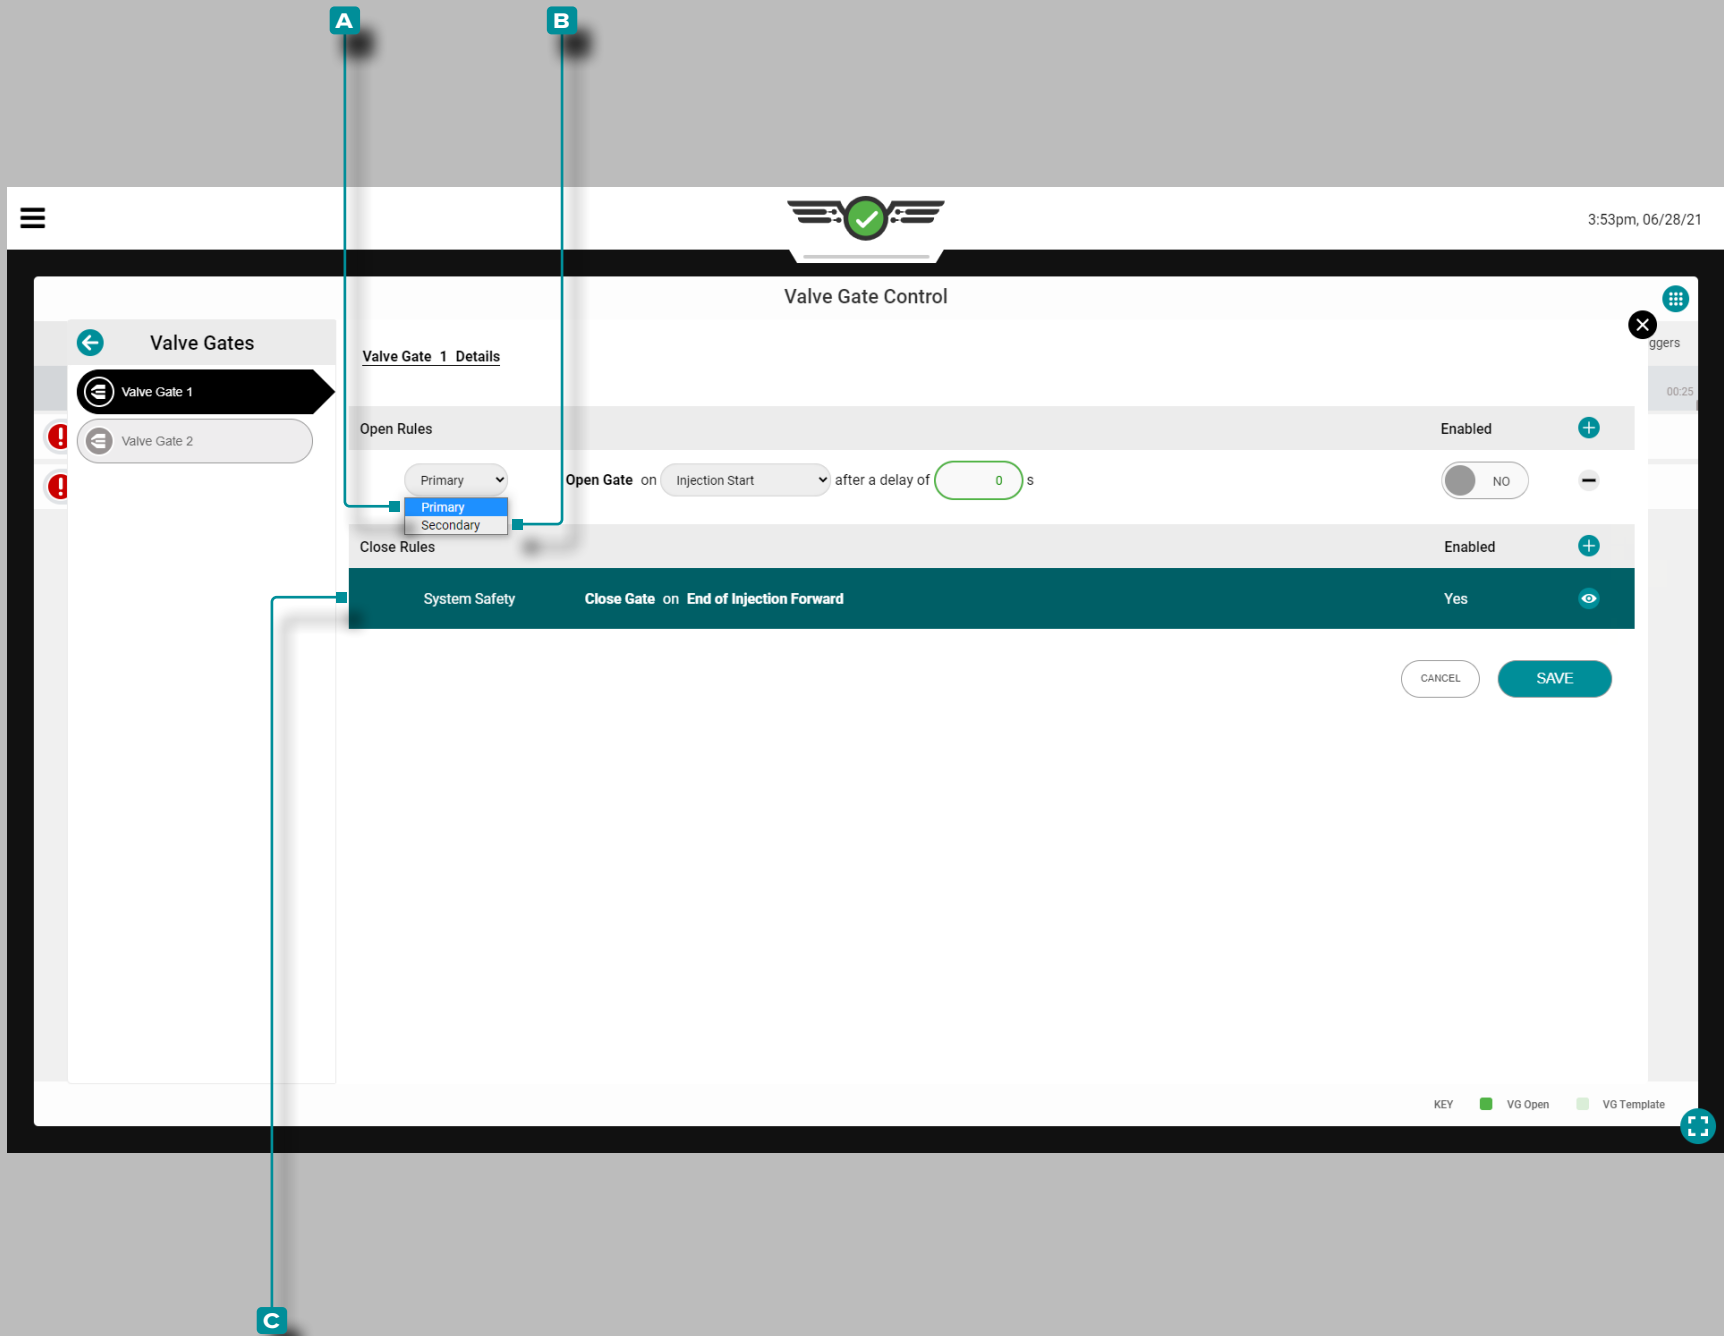 A
B
3:53pm, 06/28/21
Valve Gate Control
Valve Gates
Valve Gate 1
Valve Gate 2
Valve Gate 1 Details
ggers
00:25
Open Rules
Enabled
Primary
Open Gate on Injection Start after a delay of 0 s
NO
Primary
Secondary
Close Rules
Enabled
System Safety
Close Gate on End of Injection Forward
Yes
CANCEL
SAVE
KEY
VG Open
VG Template
C